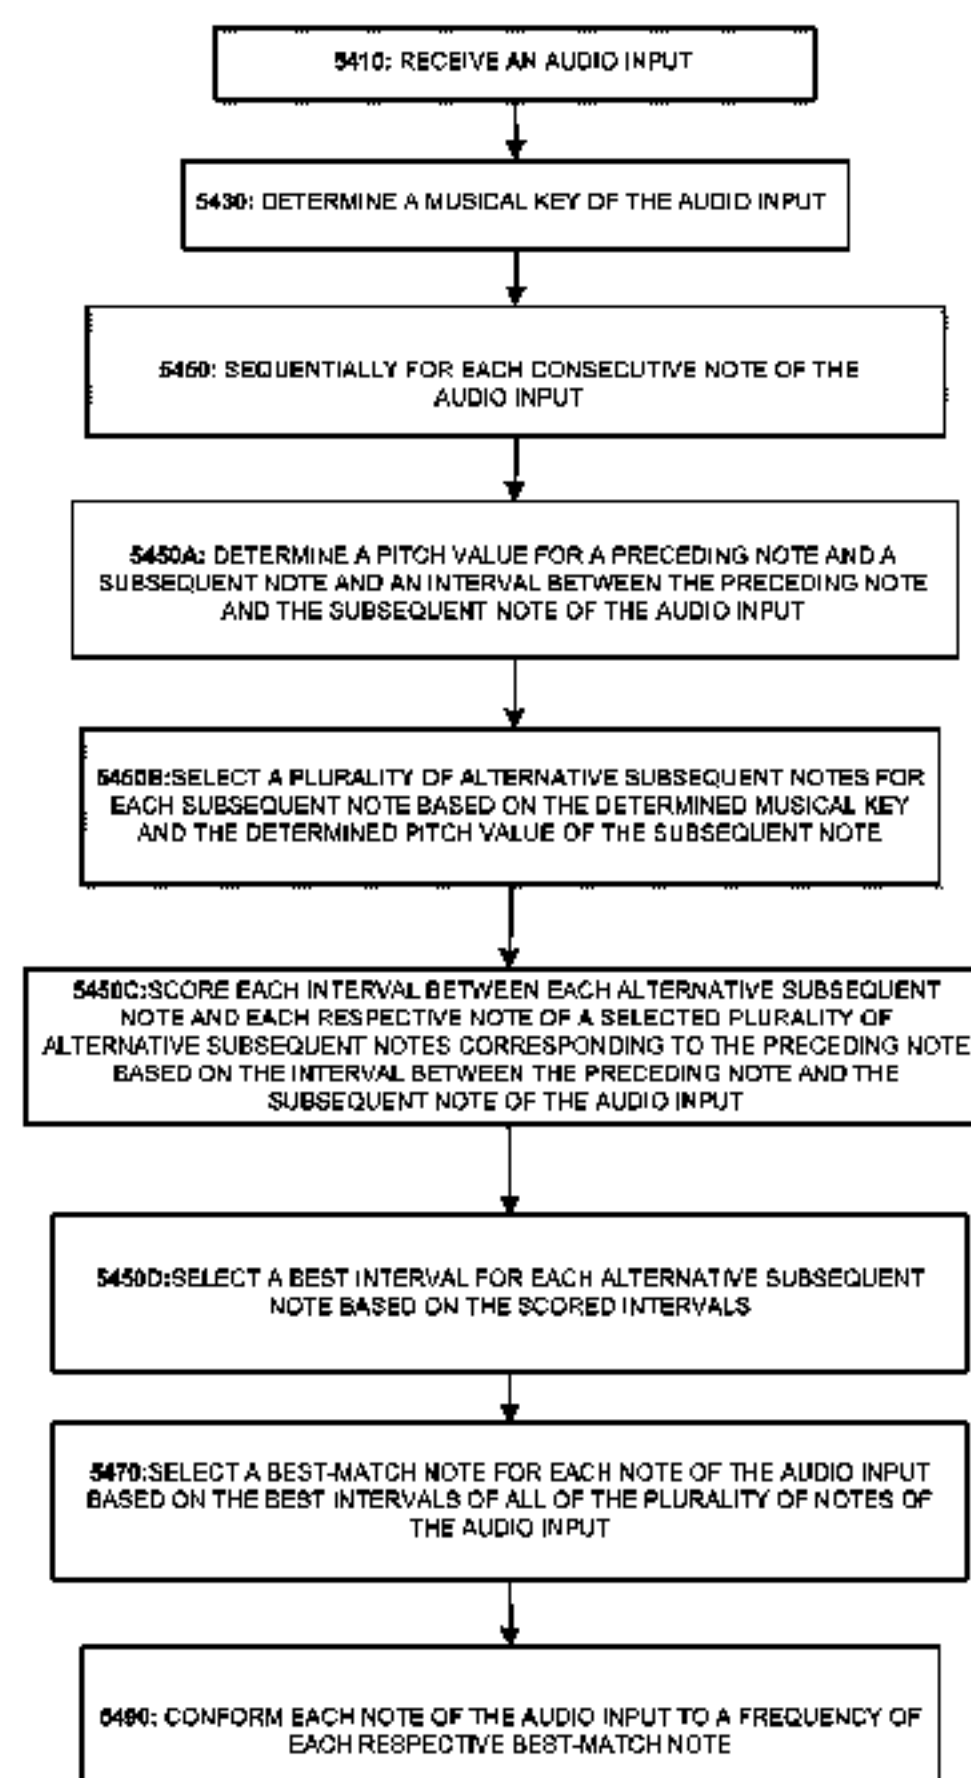 5410: RECEIVE AN AUDIO INPUT
5430: DETERMINE A MUSICAL KEY OF THE AUDIO INPUT
5450: SEQUENTIALLY FOR EACH CONSECUTIVE NOTE OF THE
AUDIO INPUT
5450A: DETERMINE A PITCH VALUE FOR A PRECEDING NOTE AND A
SUBSEQUENT NOTE AND AN INTERVAL BETWEEN THE PRECEDING NOTE
AND THE SUBSEQUENT NOTE OF THE AUDIO INPUT
5450B:SELECT A PLURALITY OF ALTERNATIVE SUBSEQUENT NOTES FOR
EACH SUBSEQUENT NOTE BASED ON THE DETERMINED MUSICAL KEY
AND THE DETERMINED PITCH VALUE OF THE SUBSEQUENT NOTE
5450C:SCORE EACH INTERVAL BETWEEN EACH ALTERNATIVE SUBSEQUENT
NOTE AND EACH RESPECTIVE NOTE OF A SELECTED PLURALITY OF
ALTERNATIVE SUBSEQUENT NOTES CORRESPONDING TO THE PRECEDING NOTE
BASED ON THE INTERVAL BETWEEN THE PRECEDING NOTE AND THE
SUBSEQUENT NOTE OF THE AUDIO INPUT
5450D:SELECT A BEST INTERVAL FOR EACH ALTERNATIVE SUBSEQUENT
NOTE BASED ON THE SCORED INTERVALS
5470:SELECT A BEST-MATCH NOTE FOR EACH NOTE OF THE AUDIO INPUT
BASED ON THE BEST INTERVALS OF ALL OF THE PLURALITY OF NOTES OF
THE AUDIO INPUT
5490: CONFORM EACH NOTE OF THE AUDIO INPUT TO A FREQUENCY OF
EACH RESPECTIVE BEST-MATCH NOTE